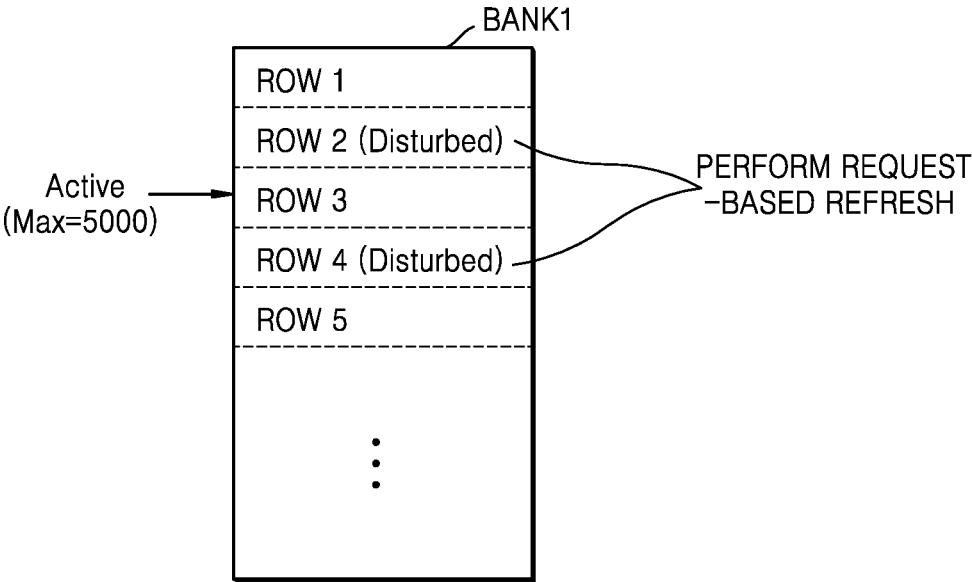 BANK1
ROW 1
ROW 2 (Disturbed)
PERFORM REQUEST
-BASED REFRESH
Active
(Max=5000)
ROW 3
ROW 4 (Disturbed)
ROW 5